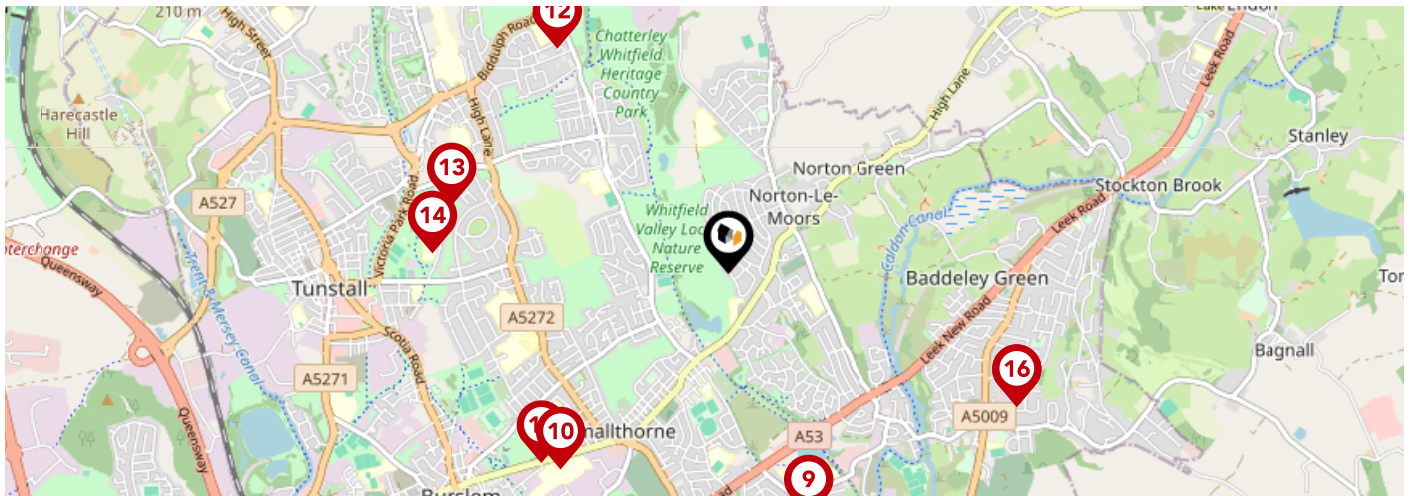 210 m
High Street
Biddulph Road
12
Chatterley
Whitfield
Heritage
Country
Park
High Lane
Leek Road
Harecastle
Hill
High Lane
Stanley
13
Norton Green
Stockton Brook
A527
Victoria Park Road
14
Norton-Le-
Moors
Whitfield
Valley Loc
Nature
Reserve
Caldon Canal
Leek Road
Queensway
Trent & Mersey Canal
Tunstall
Baddeley Green
A5272
Scotia Road
Leek New Road
Bagnall
A5271
16
Queensway
10
A5009
A53
9
Burslem